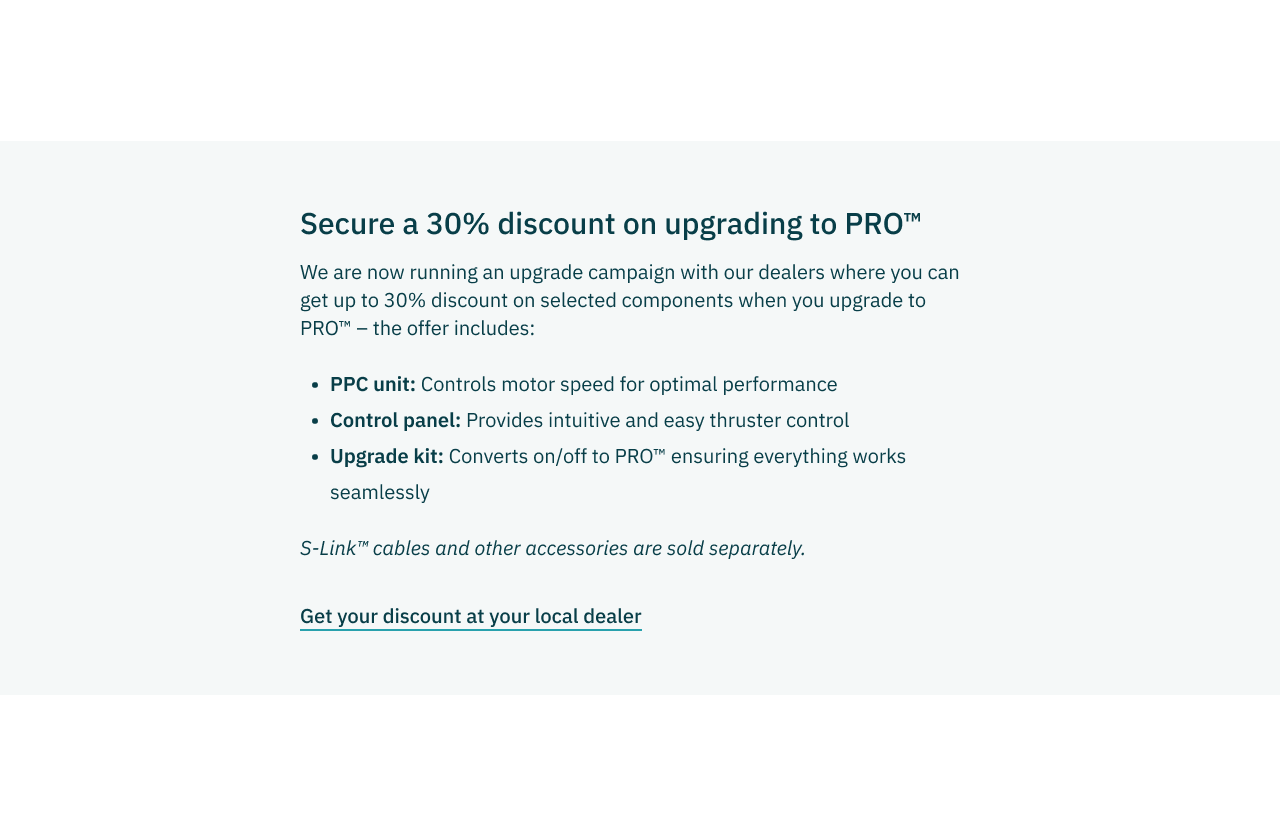 Secure a 30% discount on upgrading to PRO™
We are now running an upgrade campaign with our dealers where you can
get up to 30% discount on selected components when you upgrade to
PRO™ – the offer includes:
• PPC unit: Controls motor speed for optimal performance
• Control panel: Provides intuitive and easy thruster control
• Upgrade kit: Converts on/off to PRO™ ensuring everything works
seamlessly
S-Link™ cables and other accessories are sold separately.
Get your discount at your local dealer